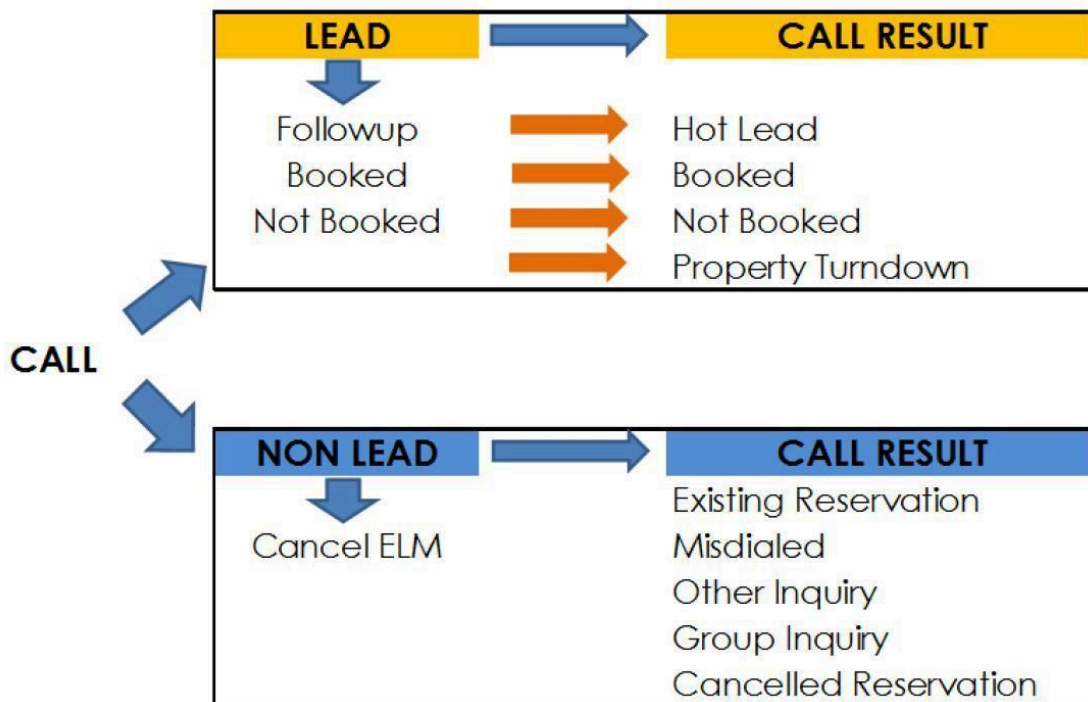 LEAD CALL RESULT
Followup Hot Lead
Booked Booked
Not Booked Not Booked
Property Turndown
CALL
NON LEAD CALL RESULT
Existing Reservation
Cancel ELM Misdialed
Other Inquiry
Group Inquiry
Cancelled Reservation